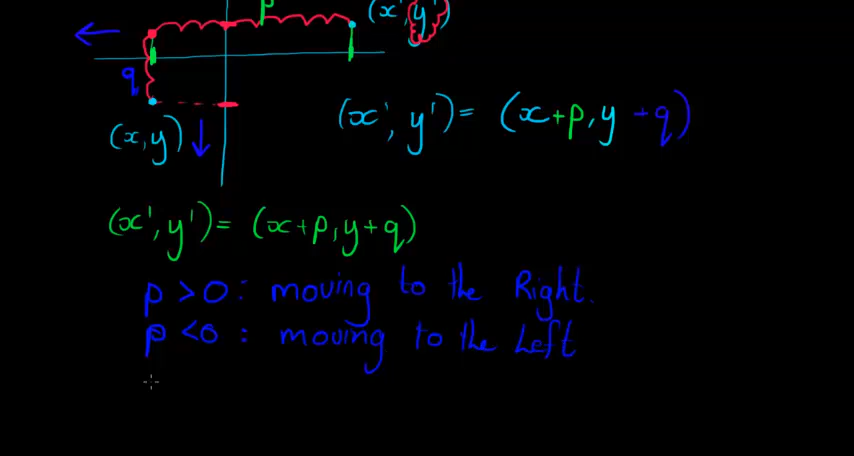 p
(x', y')
q
(x, y)
(x', y') = (x+p, y+q)
(x', y') = (x+p, y+q)
p > 0 : moving to the Right.
p < 0 : moving to the Left